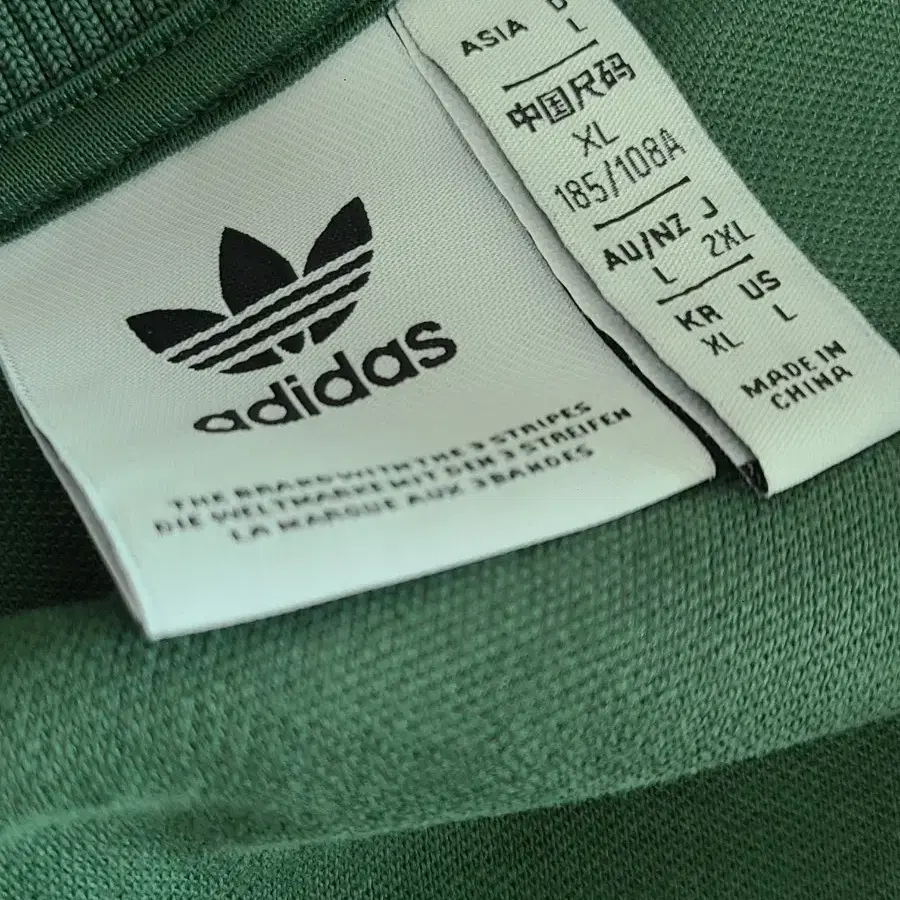 adidas
THE BRAND WITH THE 3 STRIPES
DIE WELTMARKE MIT DEN 3 STREIFEN
LA MARQUE AUX 3 BANDES
ASIA D
L
中国尺码
XL
185/108A
AU/NZ J
L 2XL
KR US
XL L
MADE IN
CHINA